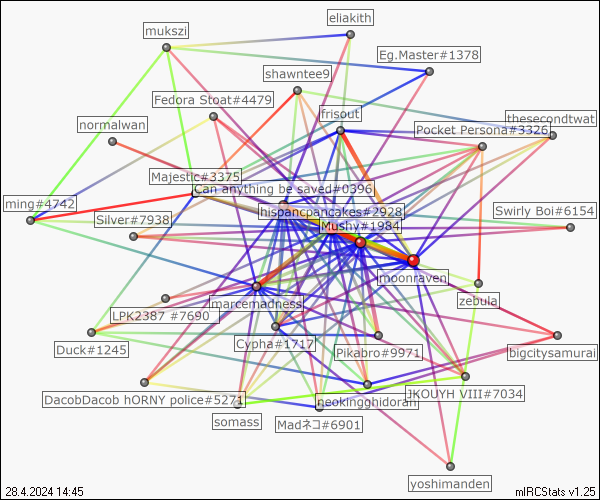 eliakith
mukszi
Eg.Master#1378
shawntee9
Fedora Stoat#4479
frisout
thesecondtwat
normalwan
Pocket Persona#3326
Majestic#3375
Can anything be saved#0396
ming#4742
hispancpancakes#2928
Swirly Boi#6154
Silver#7938
Mushy#1984
moonraven
zebula
marcemadness
LPK2387 #7690
Cypha#1717
Duck#1245
Pikabro#9971
bigcitysamurai
JKOUYH VIII#7034
DacobDacob hORNY police#5271
neokingghidorah
somass
Madネコ#6901
yoshimanden
28.4.2024 14:45
mIRCStats v1.25